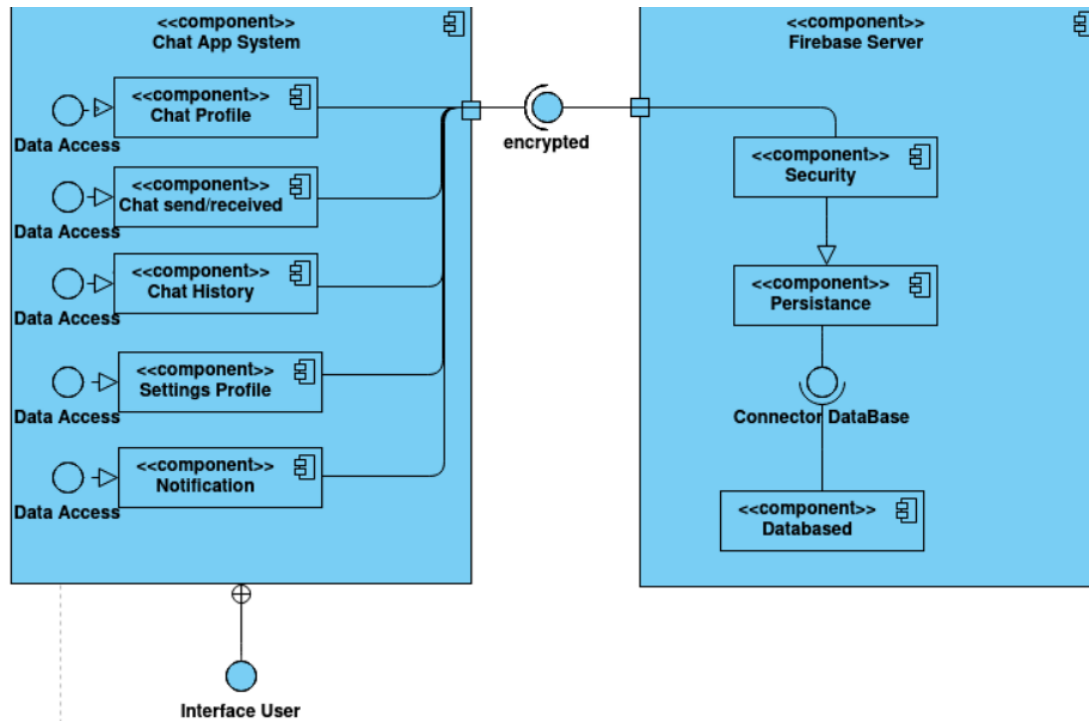 <<component>>
Chat App System
<<component>>
Chat Profile
Data Access
<<component>>
Chat send/received
Data Access
<<component>>
Chat History
Data Access
<<component>>
Settings Profile
Data Access
<<component>>
Notification
Data Access
Interface User
encrypted
<<component>>
Firebase Server
<<component>>
Security
<<component>>
Persistance
Connector DataBase
<<component>>
Databased